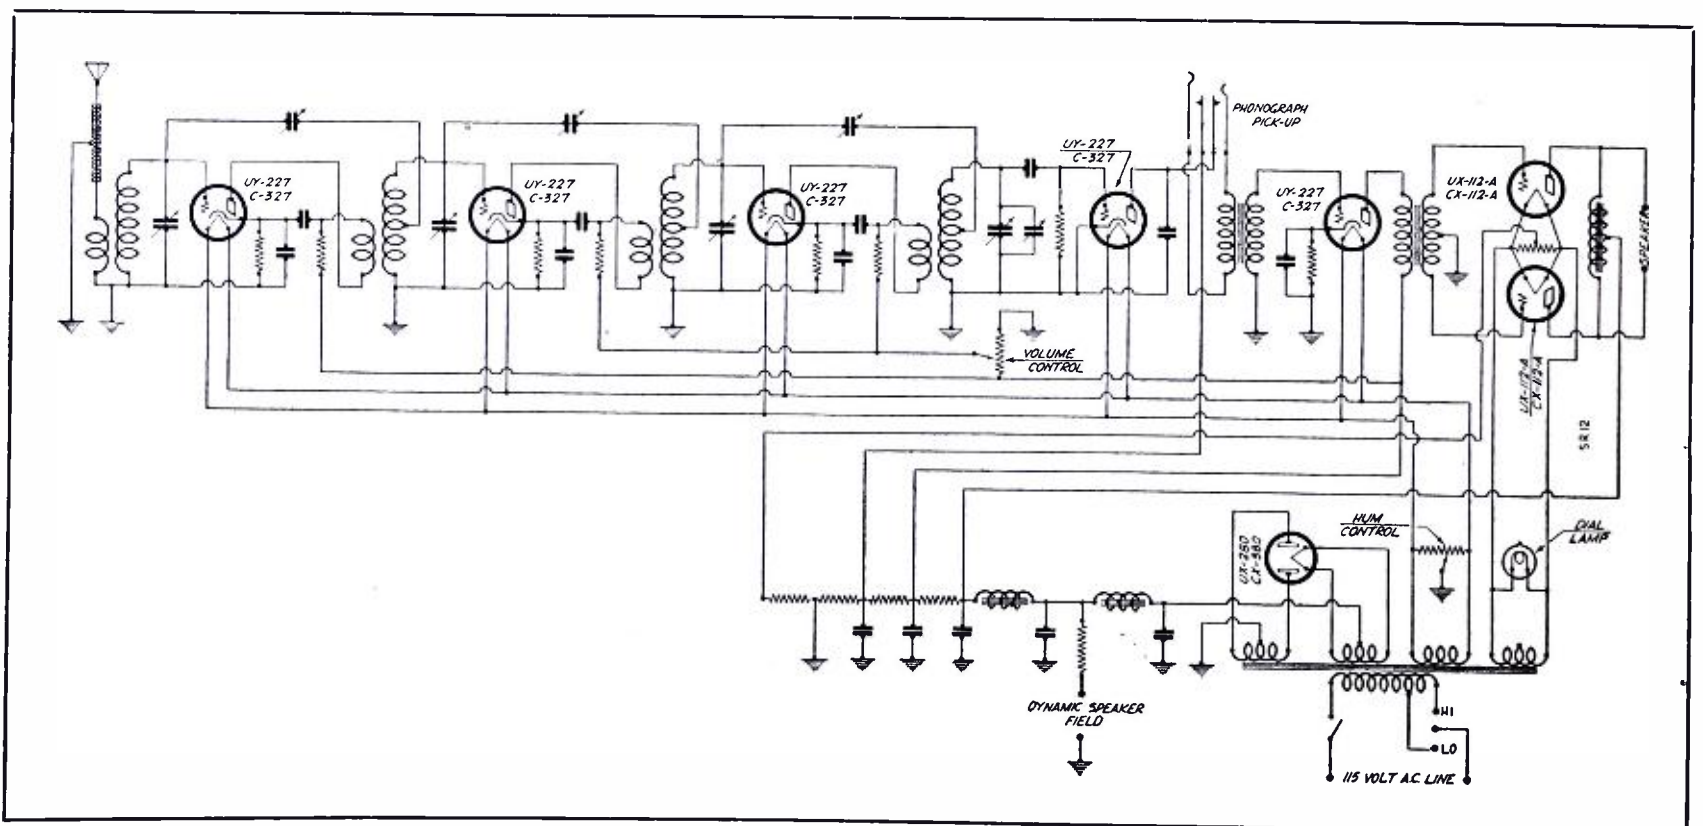 PHONOGRAPH
PICK-UP
UY-227
C-327
UY-227
C-327
UY-227
C-327
UY-227
C-327
UY-227
C-327
UX-112-A
CX-112-A
SPEAKER
VOLUME
CONTROL
UX-112-A
CX-112-A
SR12
HUM
CONTROL
DIAL
LAMP
UX-280
CX-380
DYNAMIC SPEAKER
FIELD
HI
LO
115 VOLT A.C. LINE